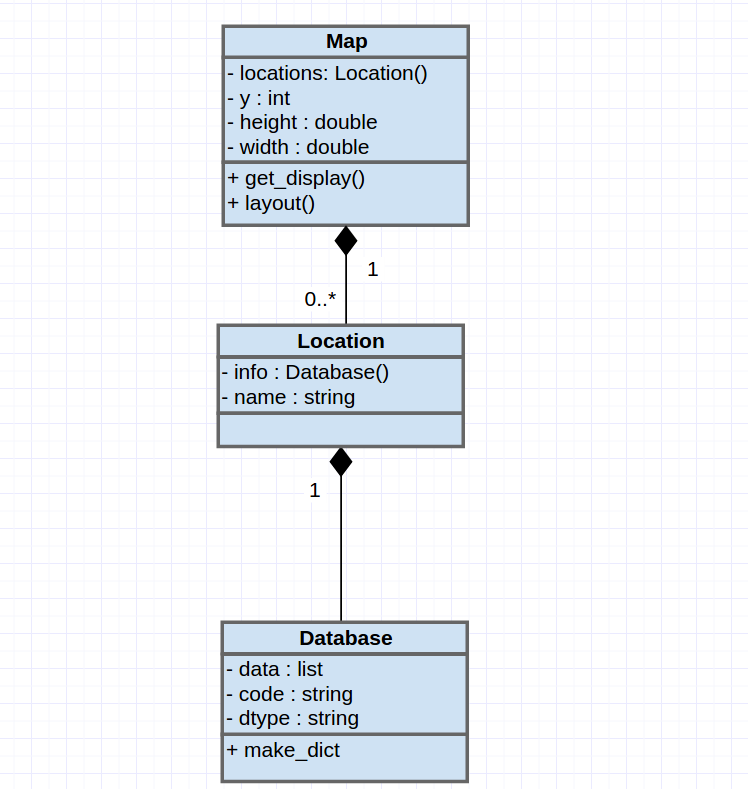 Map
- locations: Location()
- y : int
- height : double
- width : double
+ get_display()
+ layout()
1
0..*
Location
- info : Database()
- name : string
1
Database
- data : list
- code : string
- dtype : string
+ make_dict